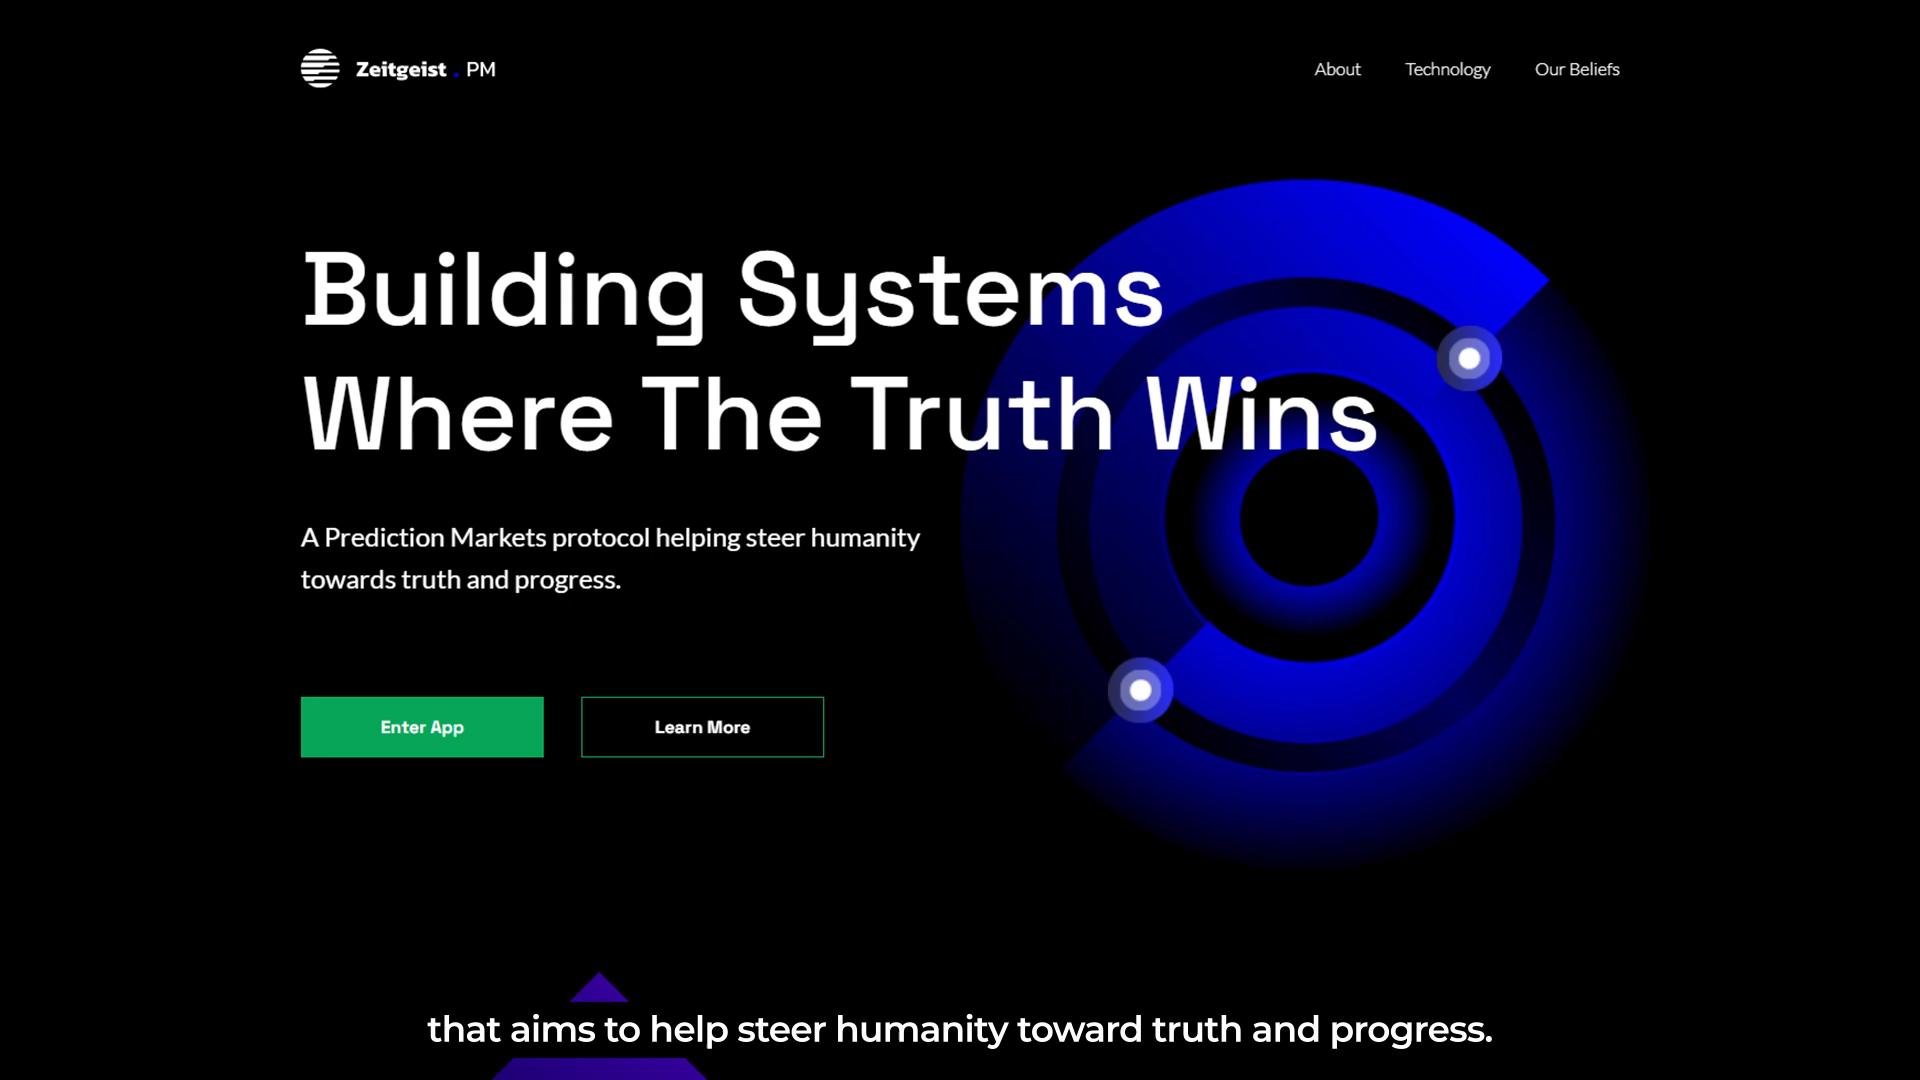 Zeitgeist . PM
About Technology Our Beliefs
Building Systems
Where The Truth Wins
A Prediction Markets protocol helping steer humanity
towards truth and progress.
Enter App Learn More
that aims to help steer humanity toward truth and progress.